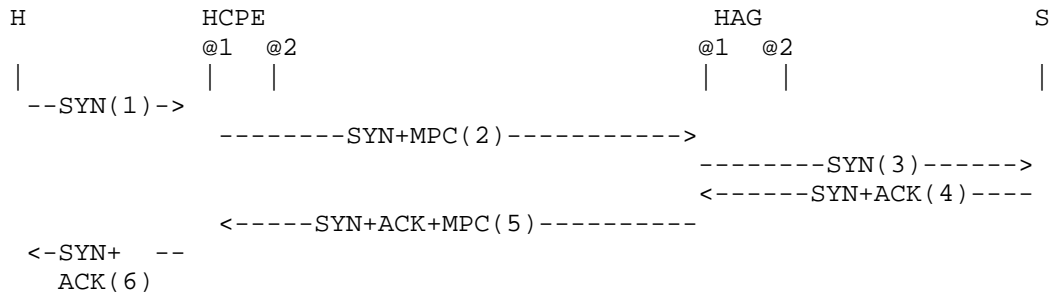 H HCPE HAG S
@1 @2 @1 @2
| | | | | |
--SYN(1)->
--------SYN+MPC(2)----------->
--------SYN(3)------>
<------SYN+ACK(4)----
<-----SYN+ACK+MPC(5)----------
<-SYN+ --
ACK(6)